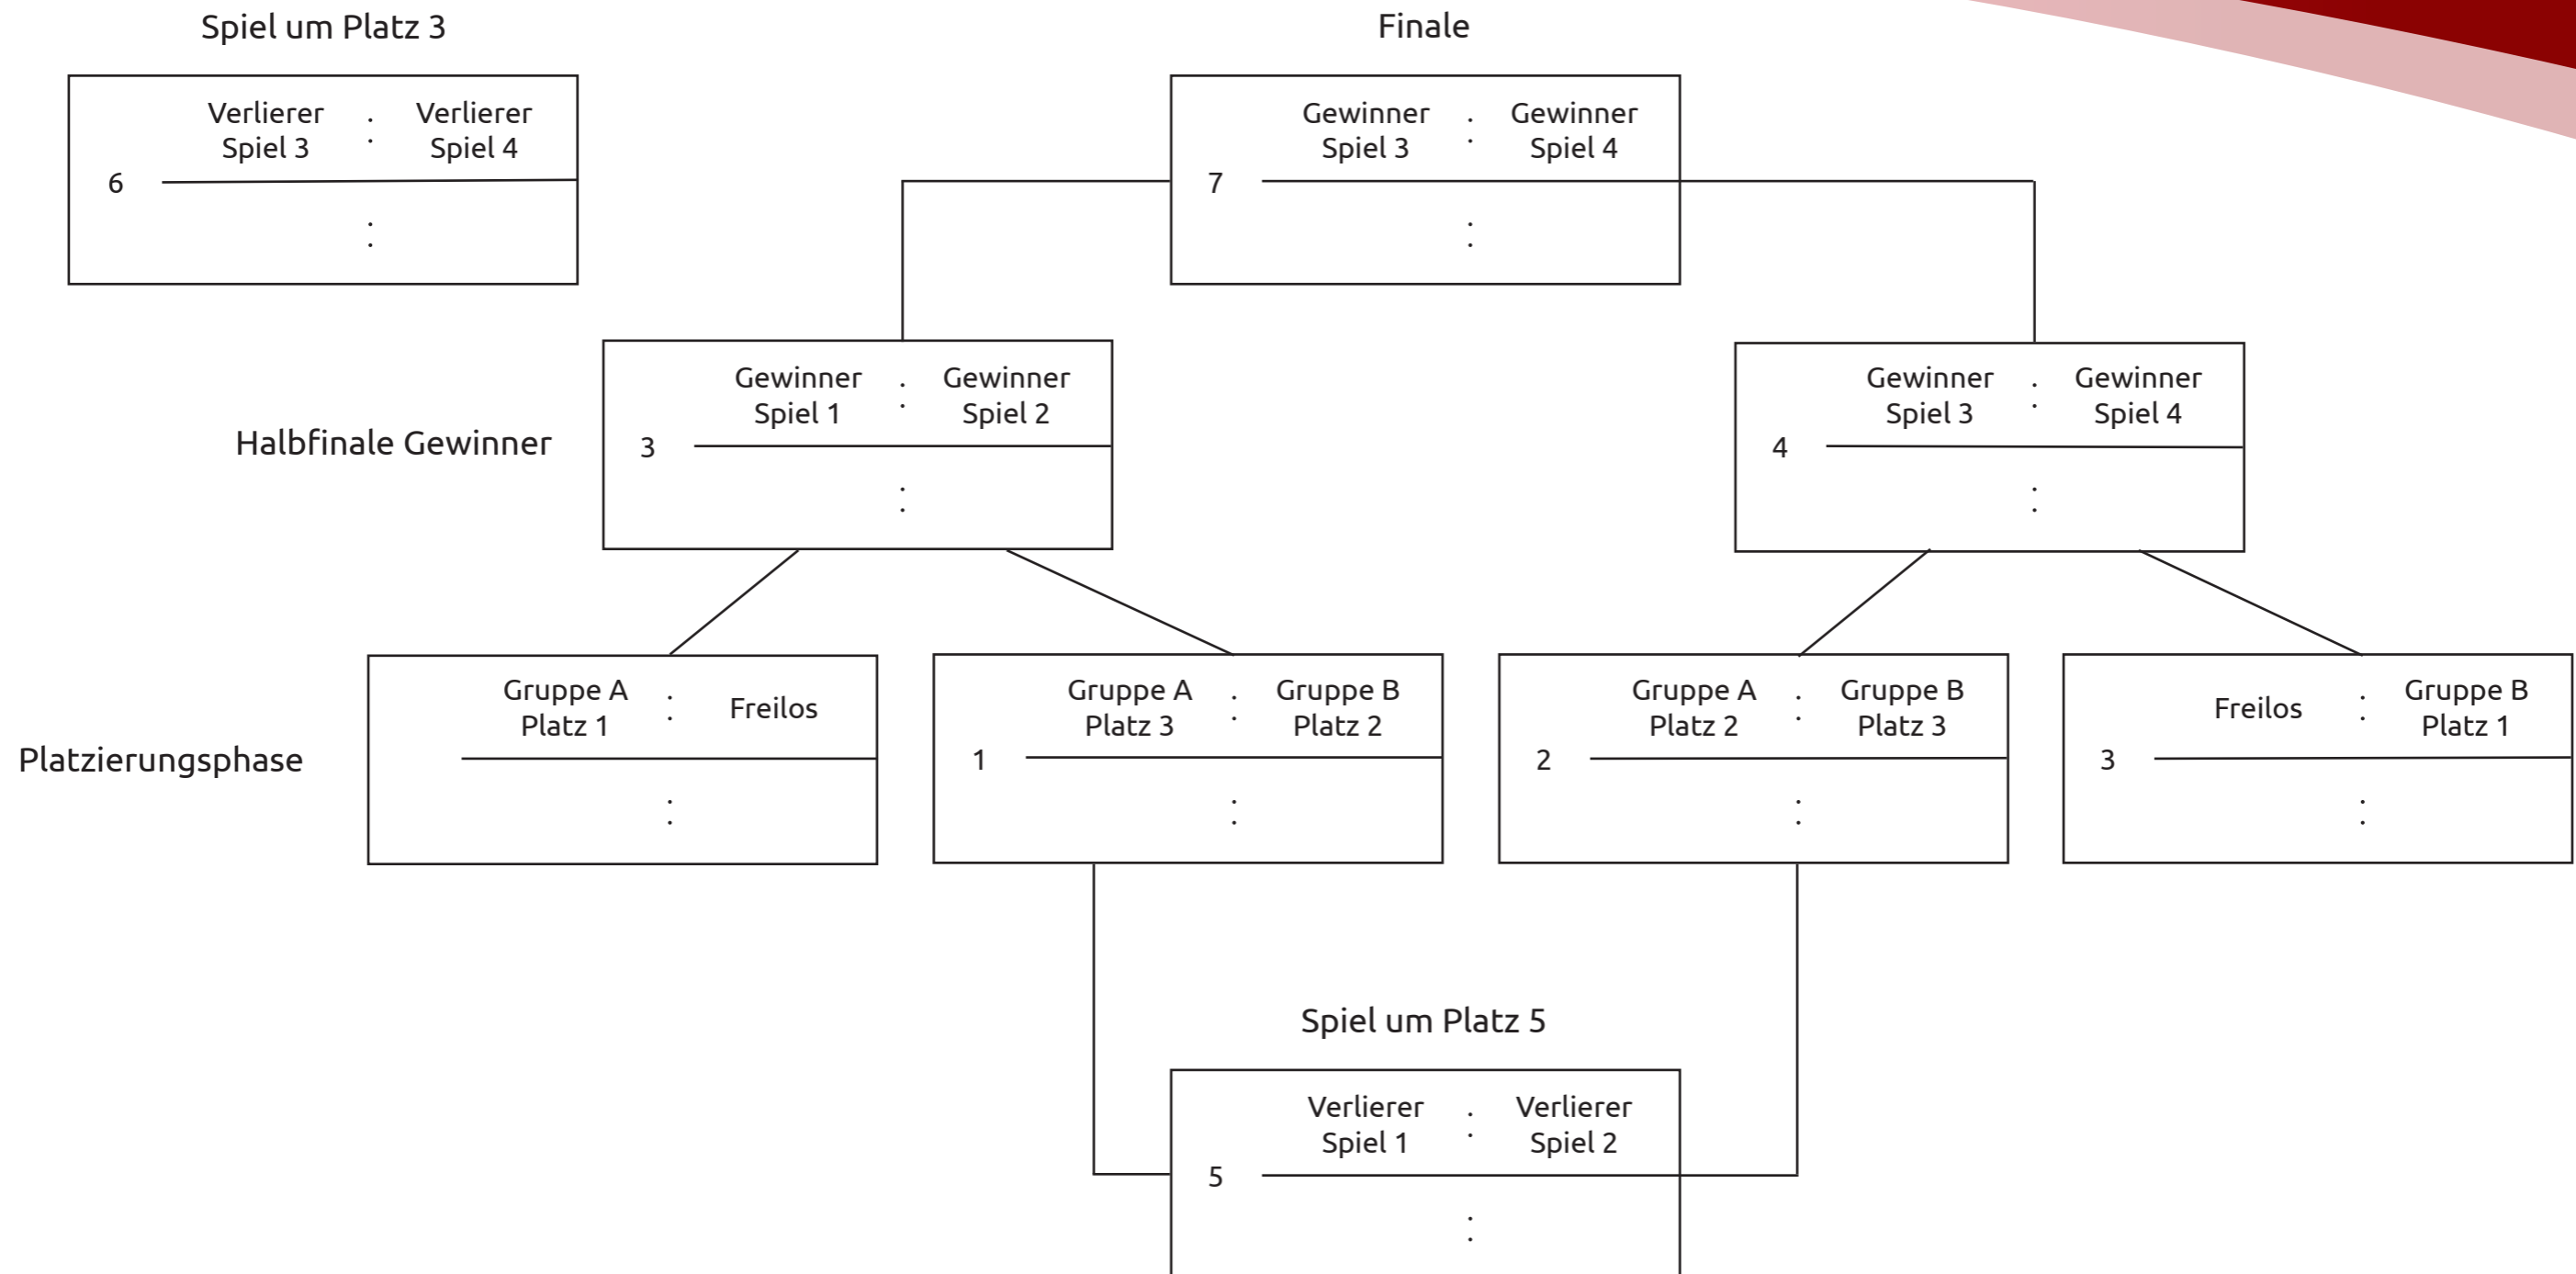 Spiel um Platz 3
Finale
Verlierer : Verlierer
Spiel 3 Spiel 4
6
:
Gewinner : Gewinner
Spiel 3 Spiel 4
7
:
Halbfinale Gewinner
Gewinner : Gewinner
Spiel 1 Spiel 2
3
:
Gewinner : Gewinner
Spiel 3 Spiel 4
4
:
Platzierungsphase
Gruppe A : Freilos
Platz 1
:
Gruppe A : Gruppe B
Platz 3 Platz 2
1
:
Gruppe A : Gruppe B
Platz 2 Platz 3
2
:
Freilos : Gruppe B
Platz 1
3
:
Spiel um Platz 5
Verlierer : Verlierer
Spiel 1 Spiel 2
5
: